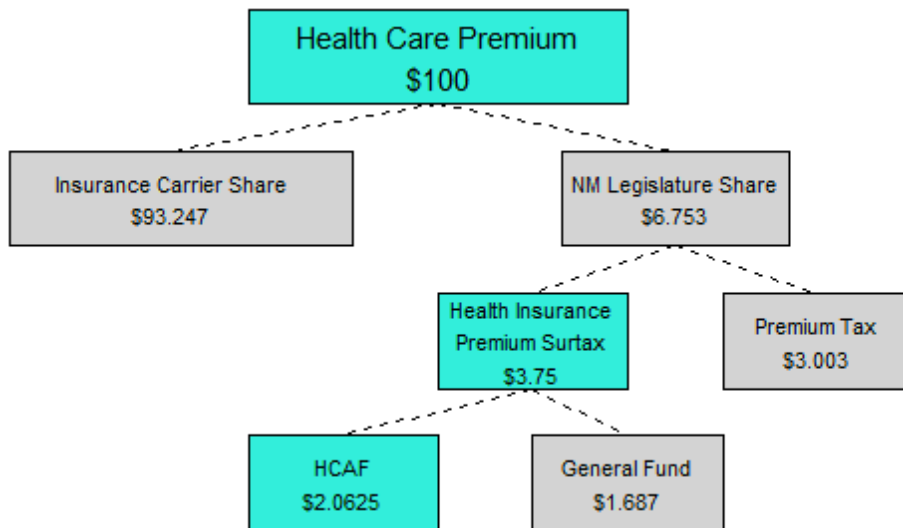 Health Care Premium
$100
Insurance Carrier Share
$93.247
NM Legislature Share
$6.753
Health Insurance
Premium Surtax
$3.75
Premium Tax
$3.003
HCAF
$2.0625
General Fund
$1.687